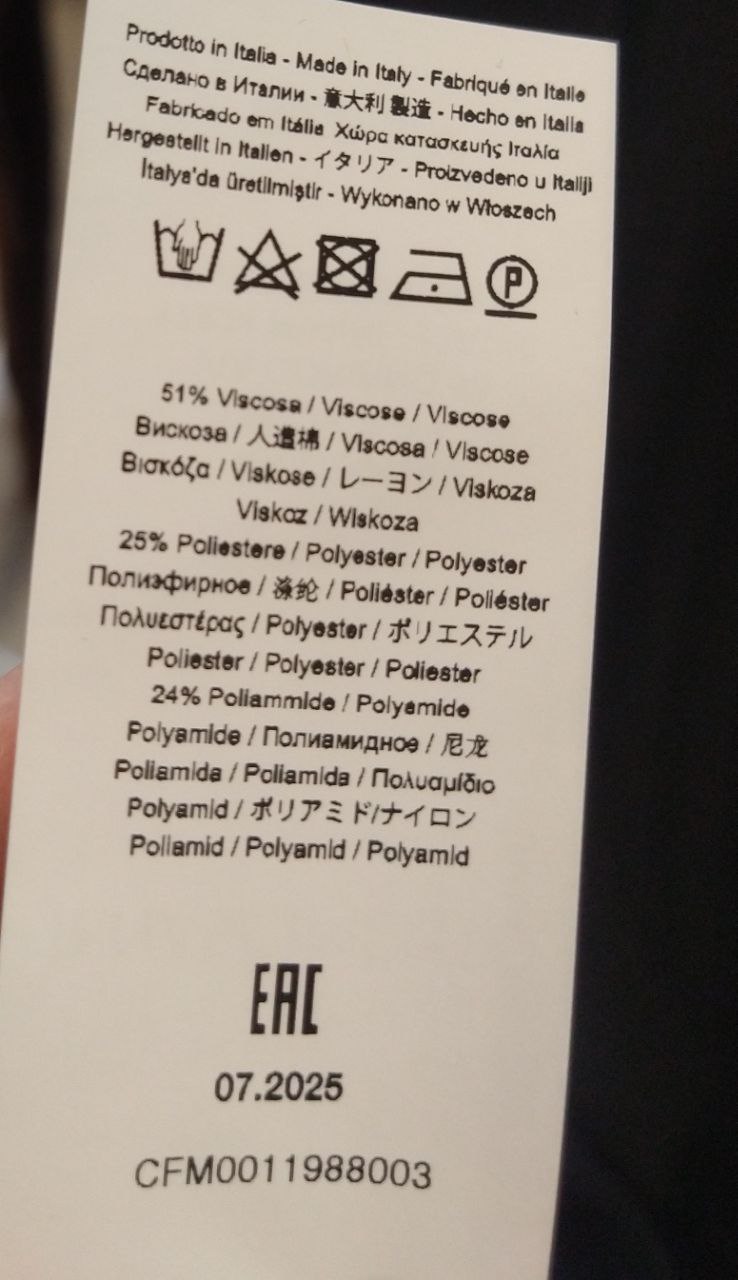 Prodotto in Italia - Made in Italy - Fabriqué en Italie
Сделано в Италии - 意大利 製造 - Hecho en Italia
Fabricado em Itália Χώρα κατασκευής Ιταλία
Hergestellt in Italien - イタリア - Proizvedeno u Italiji
İtalya'da üretilmiştir - Wykonano w Włoszech
P
51% Viscosa / Viscose / Viscose
Вискоза / 人造棉 / Viscosa / Viscose
Βισκόζα / Viskose / レーヨン / Viskoza
Viskoz / Wiskoza
25% Poliestere / Polyester / Polyester
Полиэфирное / 涤纶 / Poliéster / Poliéster
Πολυεστέρας / Polyester / ポリエステル
Poliester / Polyester / Poliester
24% Poliammide / Polyamide
Polyamide / Полиамидное / 尼龙
Poliamida / Poliamida / Πολυαμίδιο
Polyamid / ポリアミド/ナイロン
Poliamid / Polyamid / Polyamid
EAC
07.2025
CFM0011988003